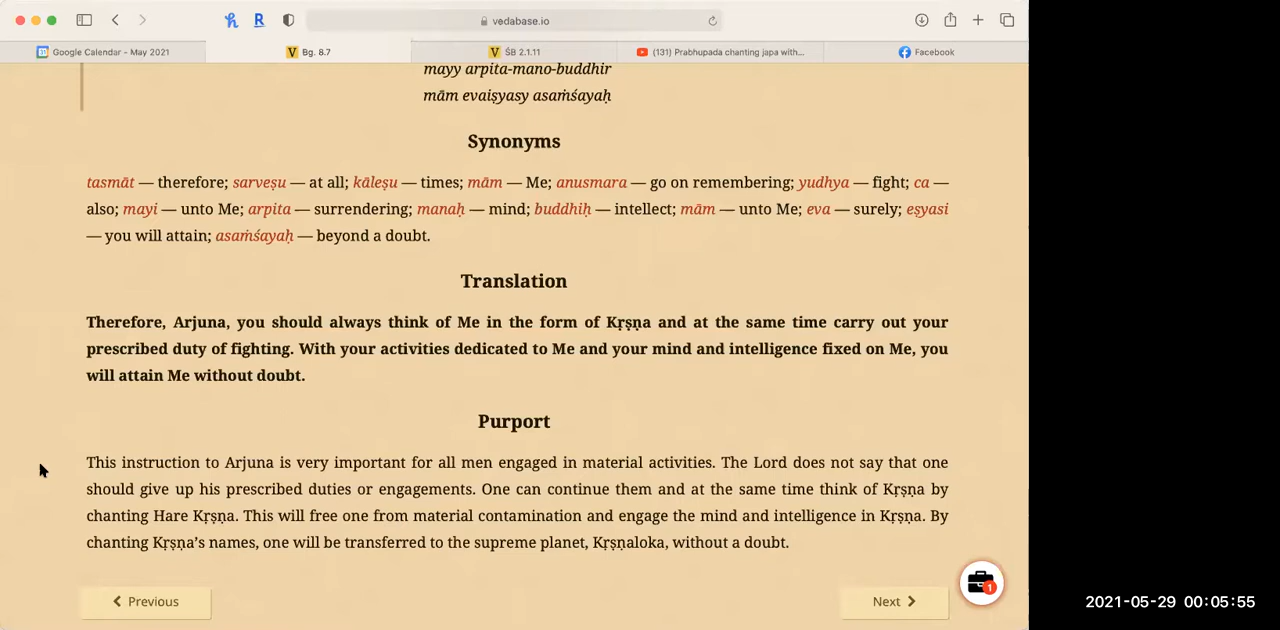 vedabase.io
Google Calendar - May 2021
Bg. 8.7
ŚB 2.1.11
(131) Prabhupada chanting japa with...
Facebook
mayy arpita-mano-buddhir
mām evaiṣyasy asaṁśayaḥ
Synonyms
tasmāt — therefore; sarveṣu — at all; kāleṣu — times; mām — Me; anusmara — go on remembering; yudhya — fight; ca —
also; mayi — unto Me; arpita — surrendering; manaḥ — mind; buddhiḥ — intellect; mām — unto Me; eva — surely; eṣyasi
— you will attain; asaṁśayaḥ — beyond a doubt.
Translation
Therefore, Arjuna, you should always think of Me in the form of Kṛṣṇa and at the same time carry out your
prescribed duty of fighting. With your activities dedicated to Me and your mind and intelligence fixed on Me, you
will attain Me without doubt.
Purport
This instruction to Arjuna is very important for all men engaged in material activities. The Lord does not say that one
should give up his prescribed duties or engagements. One can continue them and at the same time think of Kṛṣṇa by
chanting Hare Kṛṣṇa. This will free one from material contamination and engage the mind and intelligence in Kṛṣṇa. By
chanting Kṛṣṇa’s names, one will be transferred to the supreme planet, Kṛṣṇaloka, without a doubt.
Previous
Next
1
2021-05-29 00:05:55